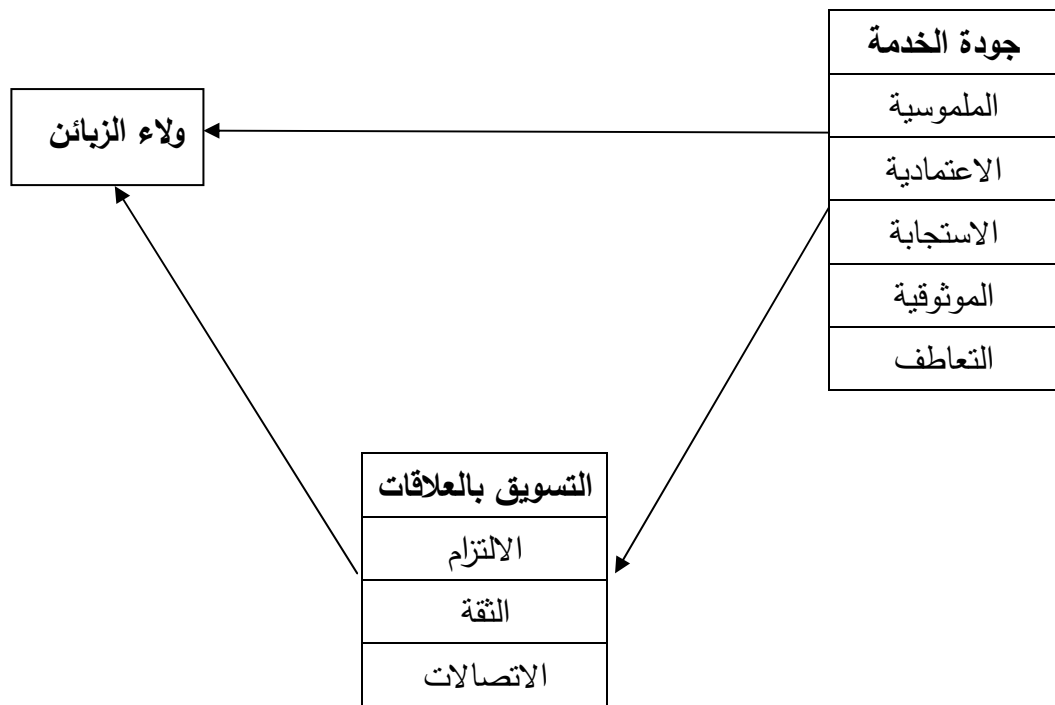 جودة الخدمة
الملموسية
الاعتمادية
الاستجابة
الموثوقية
التعاطف
ولاء الزبائن
التسويق بالعلاقات
الالتزام
الثقة
الاتصالات